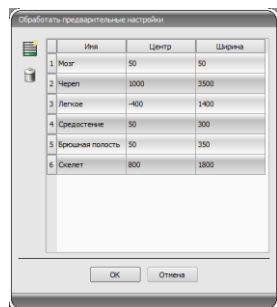 Обработать предварительные настройки
Имя Центр Ширина
1 Мозг 50 50
2 Череп 1000 3500
3 Легкое -400 1400
4 Средостение 50 300
5 Брюшная полость 50 350
6 Скелет 800 1800
OK Отмена